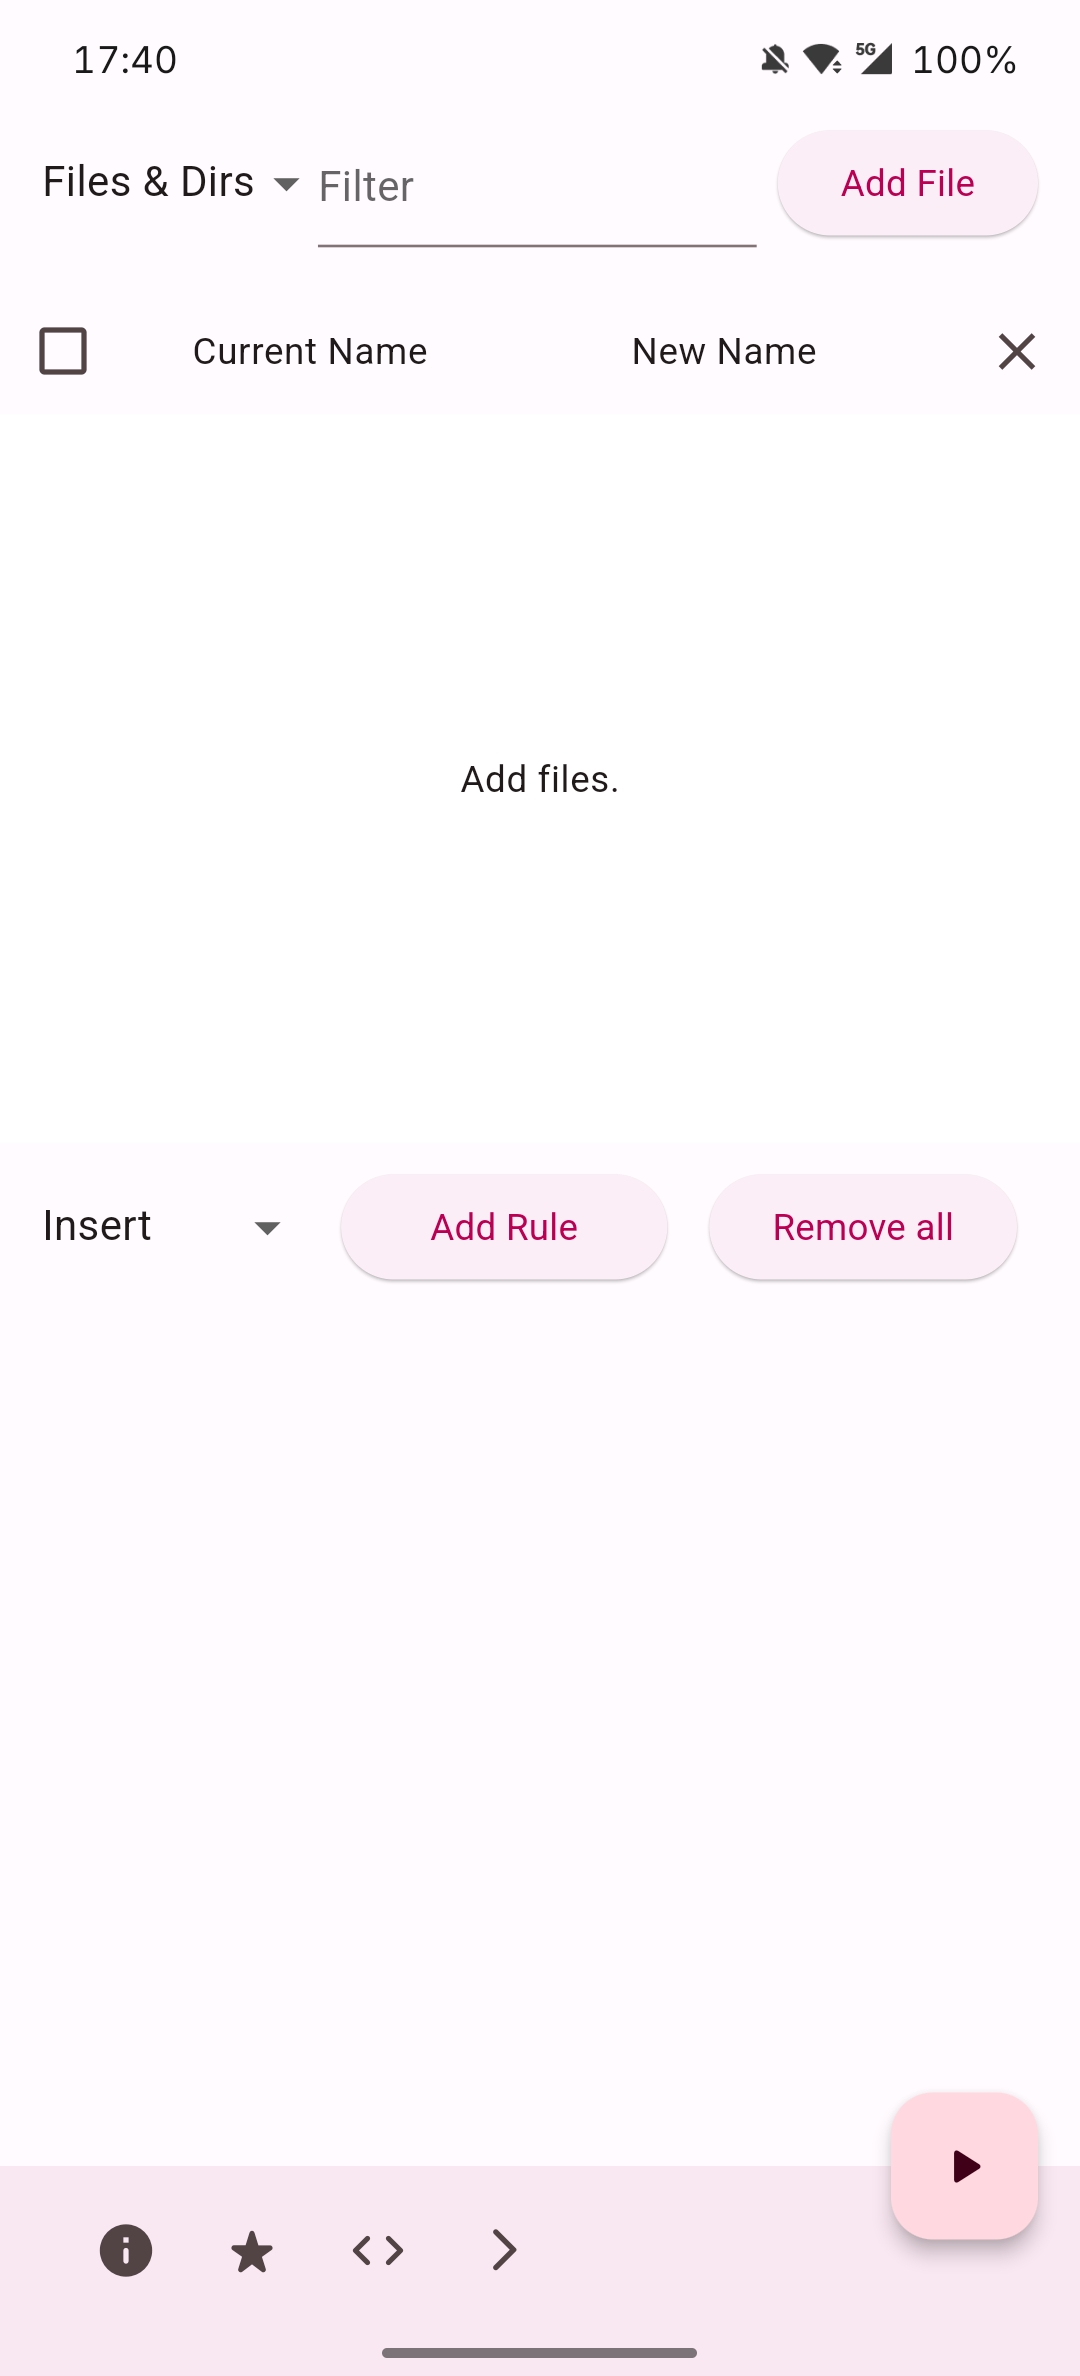 17:40 5G 100%
Files & Dirs Filter Add File
Current Name New Name
Add files.
Insert Add Rule Remove all